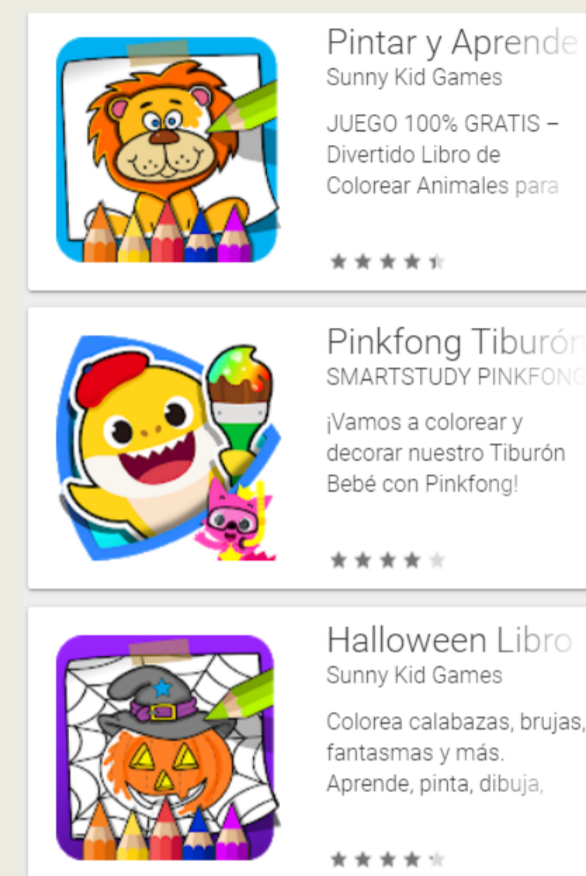 Pintar y Aprende
Sunny Kid Games
JUEGO 100% GRATIS –
Divertido Libro de
Colorear Animales para
Pinkfong Tiburón
SMARTSTUDY PINKFONG
¡Vamos a colorear y
decorar nuestro Tiburón
Bebé con Pinkfong!
Halloween Libro
Sunny Kid Games
Colorea calabazas, brujas,
fantasmas y más.
Aprende, pinta, dibuja,